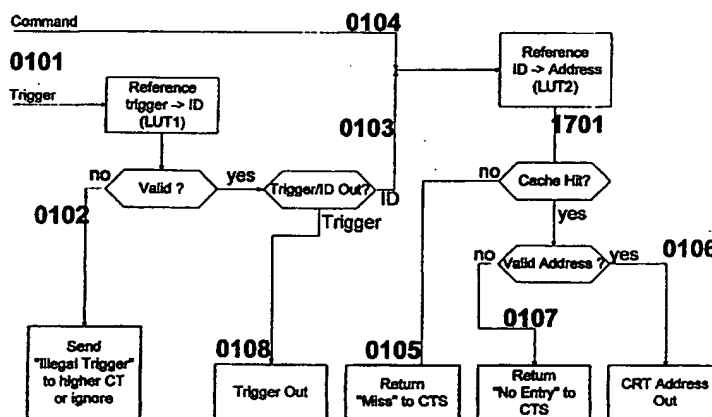 Command
0104
0101
Trigger
Reference
trigger -> ID
(LUT1)
Reference
ID -> Address
(LUT2)
0103
1701
no
Valid ?
yes
Trigger/ID Out?
ID
Trigger
no
Cache Hit?
yes
0102
no
Valid Address ?
yes
0106
0107
Send
"Illegal Trigger"
to higher CT
or ignore
0108
Trigger Out
0105
Return
"Miss" to CTS
Return
"No Entry" to
CTS
CRT Address
Out